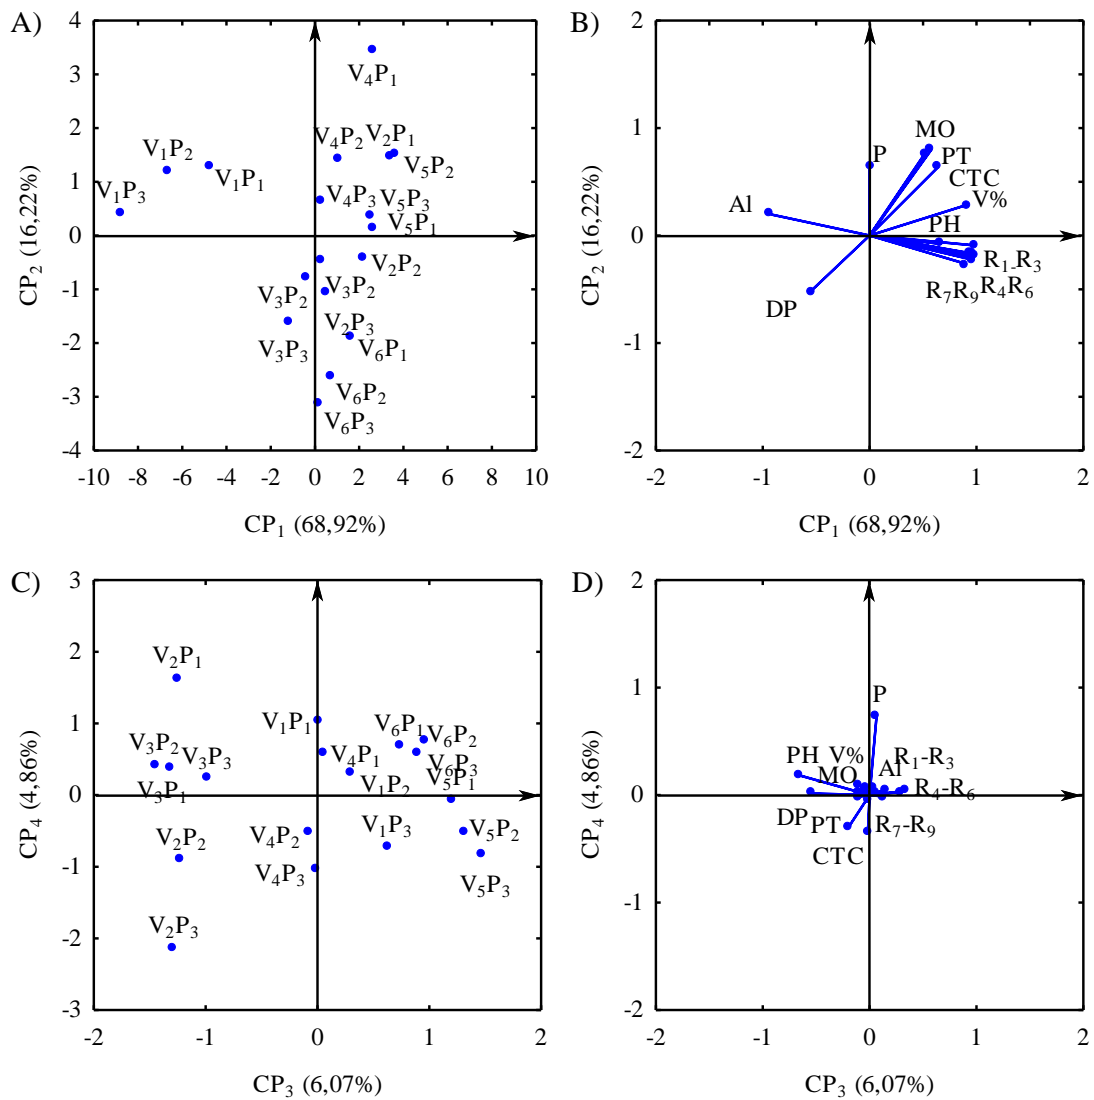 A)
4
3
2
1
0
-1
-2
-3
-4
-10 -8 -6 -4 -2 0 2 4 6 8 10
CP₂ (16,22%)
CP₁ (68,92%)
V₄P₁
V₄P₂ V₂P₁
V₅P₂
V₁P₂
V₁P₁
V₁P₃
V₄P₃ V₅P₃
V₅P₁
V₂P₂
V₃P₂ V₃P₂
V₂P₃
V₃P₃ V₆P₁
V₆P₂
V₆P₃
B)
2
1
0
-1
-2
-2 -1 0 1 2
CP₂ (16,22%)
CP₁ (68,92%)
MO
P PT
CTC
Al V%
PH
R₁-R₃
R₇R₉ R₄R₆
DP
C)
3
2
1
0
-1
-2
-3
-2 -1 0 1 2
CP₄ (4,86%)
CP₃ (6,07%)
V₂P₁
V₁P₁ V₆P₁ V₆P₂
V₃P₂ V₃P₃ V₄P₁ V₆P₃
V₃P₁ V₁P₂ V₅P₁
V₂P₂ V₄P₂ V₁P₃ V₅P₂
V₄P₃ V₅P₃
V₂P₃
D)
2
1
0
-1
-2
-2 -1 0 1 2
CP₄ (4,86%)
CP₃ (6,07%)
P
PH V% R₁-R₃
MO Al
R₄-R₆
DP PT R₇-R₉
CTC